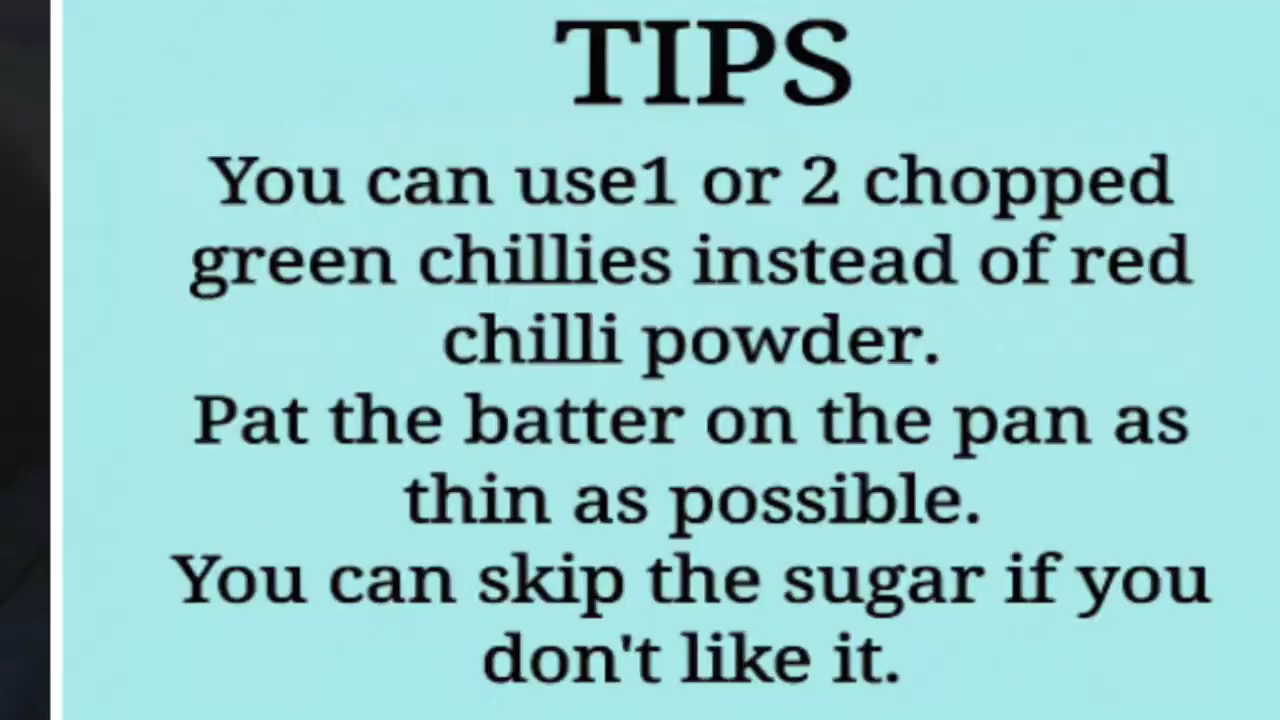 TIPS
You can use1 or 2 chopped
green chillies instead of red
chilli powder.
Pat the batter on the pan as
thin as possible.
You can skip the sugar if you
don't like it.